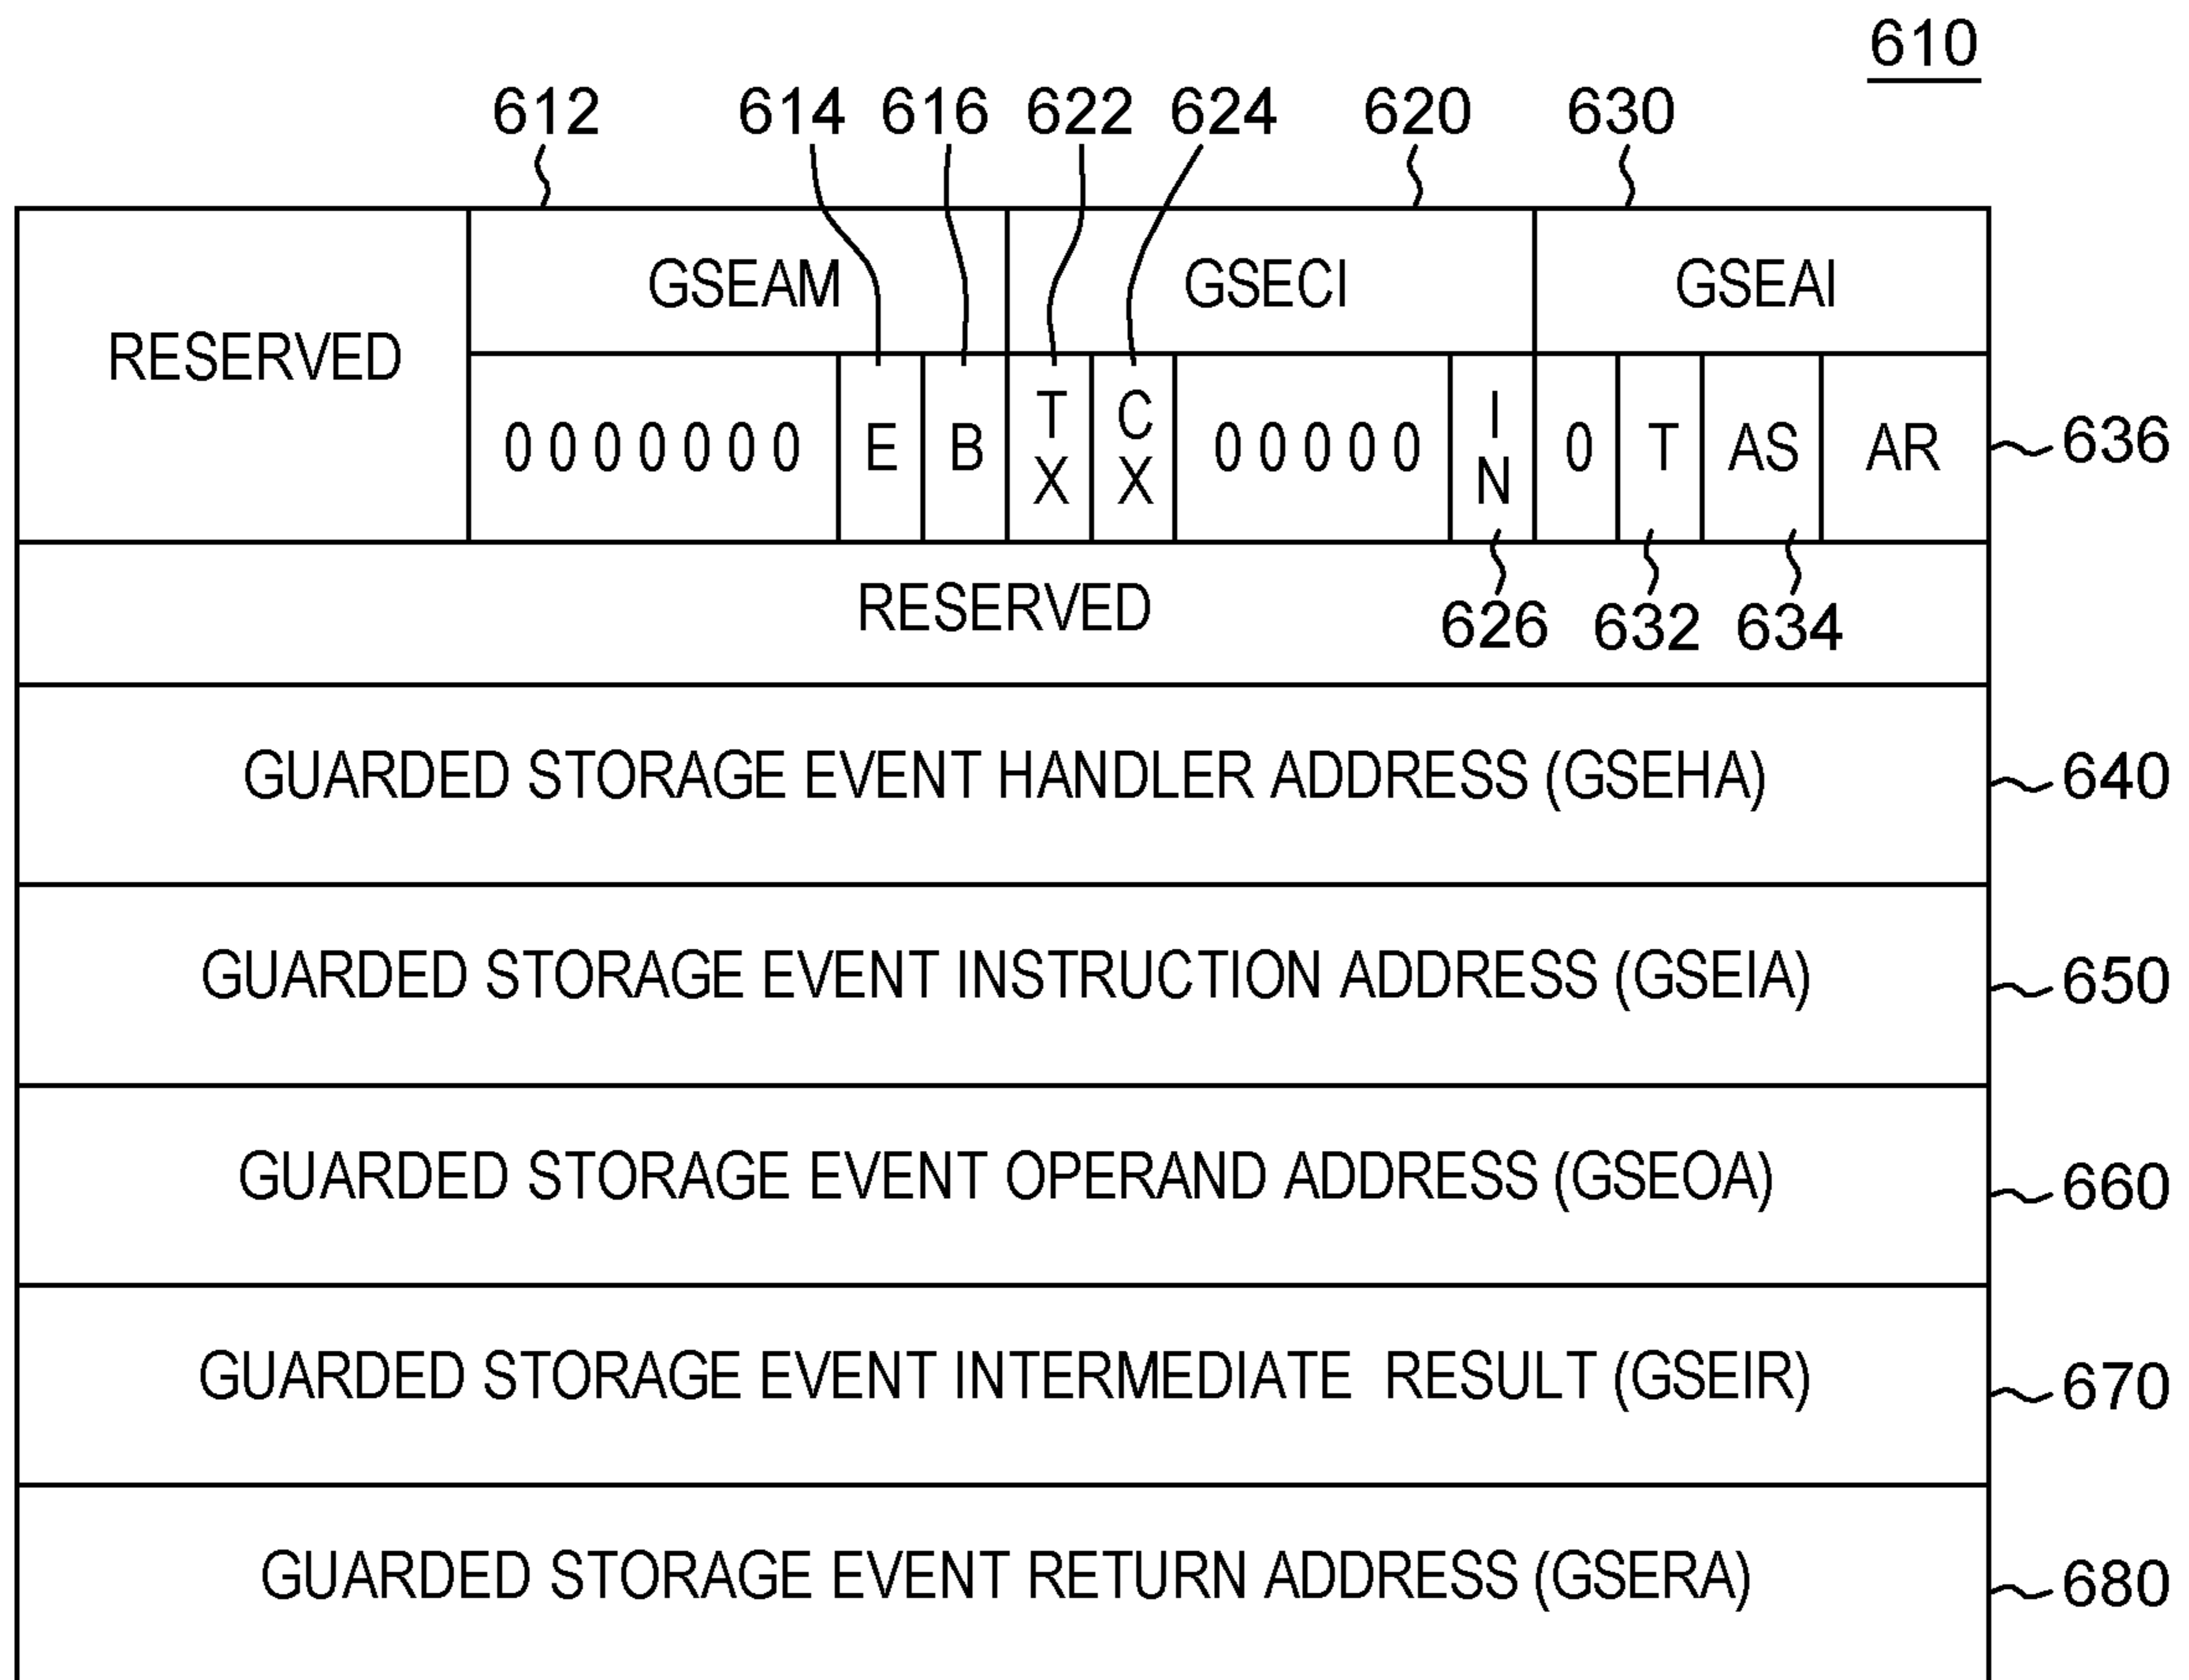 610
612 614 616 622 624 620 630
GSEAM GSECI GSEAI
RESERVED
0 0 0 0 0 0 0 E B TX CX 0 0 0 0 0 IN 0 T AS AR 636
RESERVED
626 632 634
GUARDED STORAGE EVENT HANDLER ADDRESS (GSEHA) 640
GUARDED STORAGE EVENT INSTRUCTION ADDRESS (GSEIA) 650
GUARDED STORAGE EVENT OPERAND ADDRESS (GSEOA) 660
GUARDED STORAGE EVENT INTERMEDIATE RESULT (GSEIR) 670
GUARDED STORAGE EVENT RETURN ADDRESS (GSERA) 680